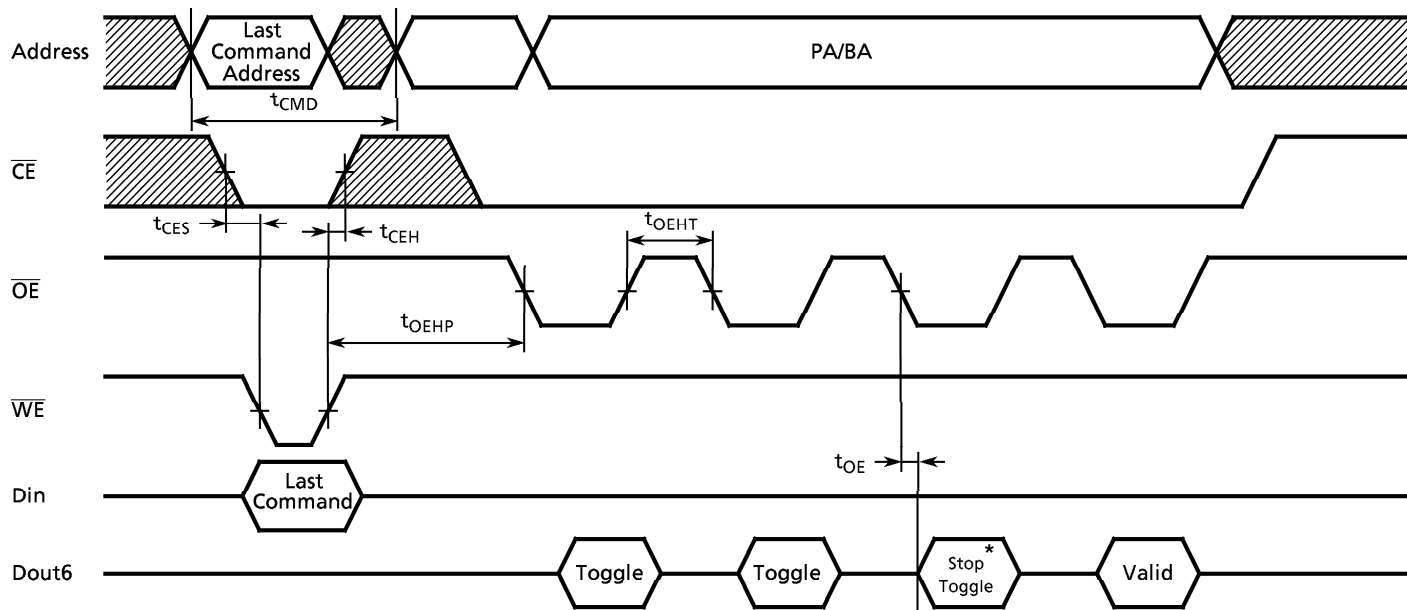 Address
Last
Command
Address
PA/BA
tCMD
CE
tCES
tCEH
tOEHT
OE
tOEHP
WE
tOE
Din
Last
Command
Dout6
Toggle
Toggle
Stop *
Toggle
Valid